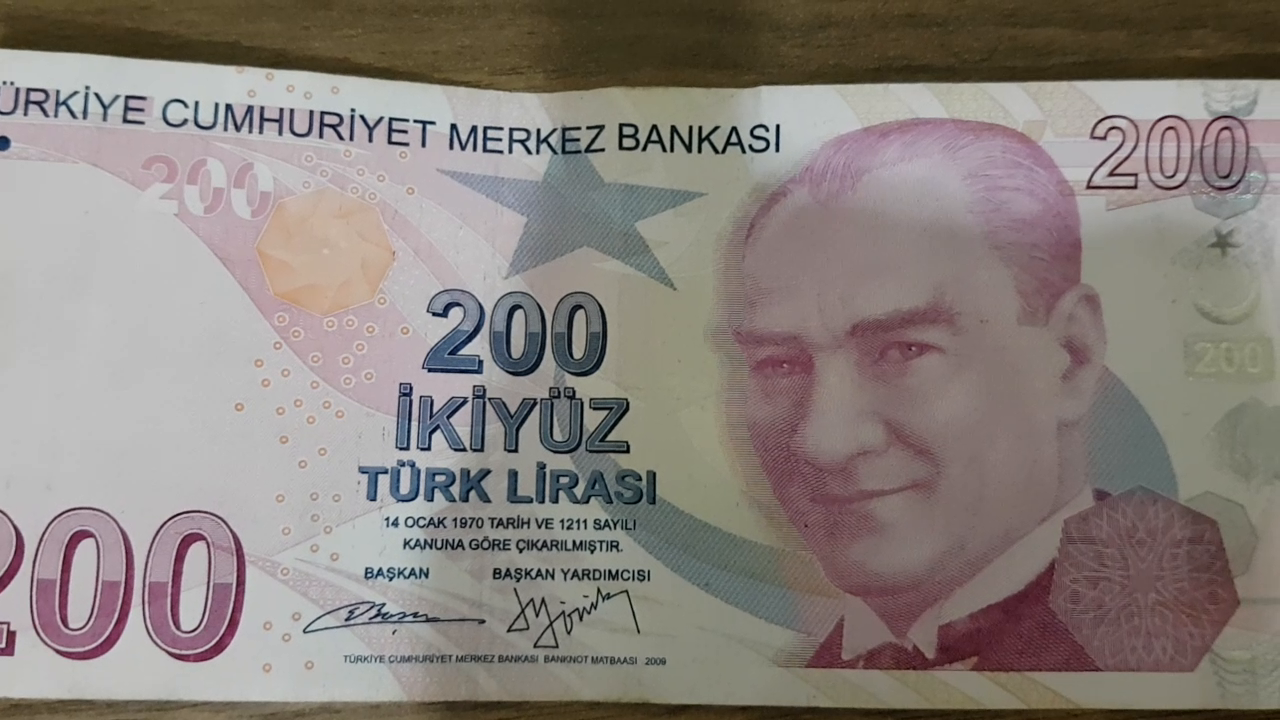 ÜRKİYE CUMHURİYET MERKEZ BANKASI
200
200
200
İKİYÜZ
TÜRK LİRASI
200
14 OCAK 1970 TARİH VE 1211 SAYILI
KANUNA GÖRE ÇIKARILMIŞTIR.
BAŞKAN BAŞKAN YARDIMCISI
200
TÜRKİYE CUMHURİYET MERKEZ BANKASI BANKNOT MATBAASI 2009